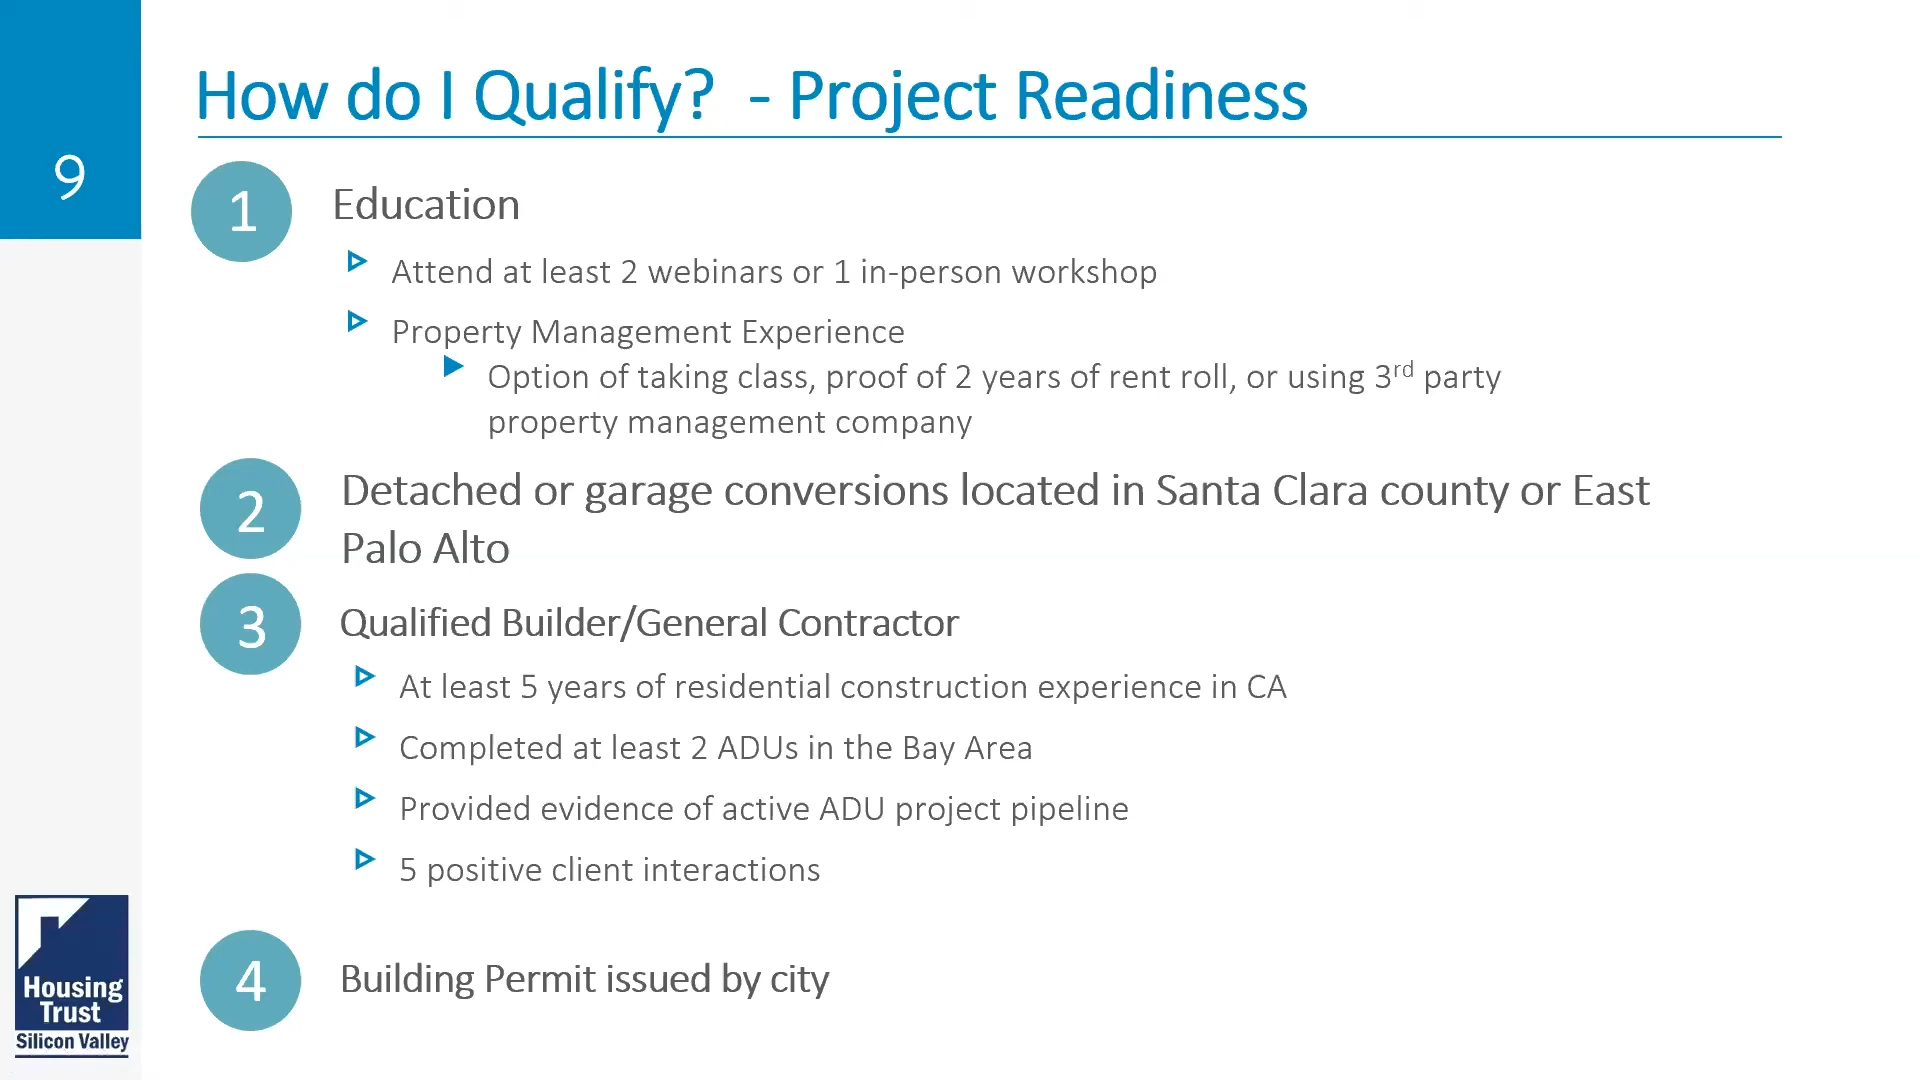 9
How do I Qualify? - Project Readiness
1
Education
Attend at least 2 webinars or 1 in-person workshop
Property Management Experience
Option of taking class, proof of 2 years of rent roll, or using 3rd party
property management company
2
Detached or garage conversions located in Santa Clara county or East
Palo Alto
3
Qualified Builder/General Contractor
At least 5 years of residential construction experience in CA
Completed at least 2 ADUs in the Bay Area
Provided evidence of active ADU project pipeline
5 positive client interactions
4
Building Permit issued by city
Housing
Trust
Silicon Valley